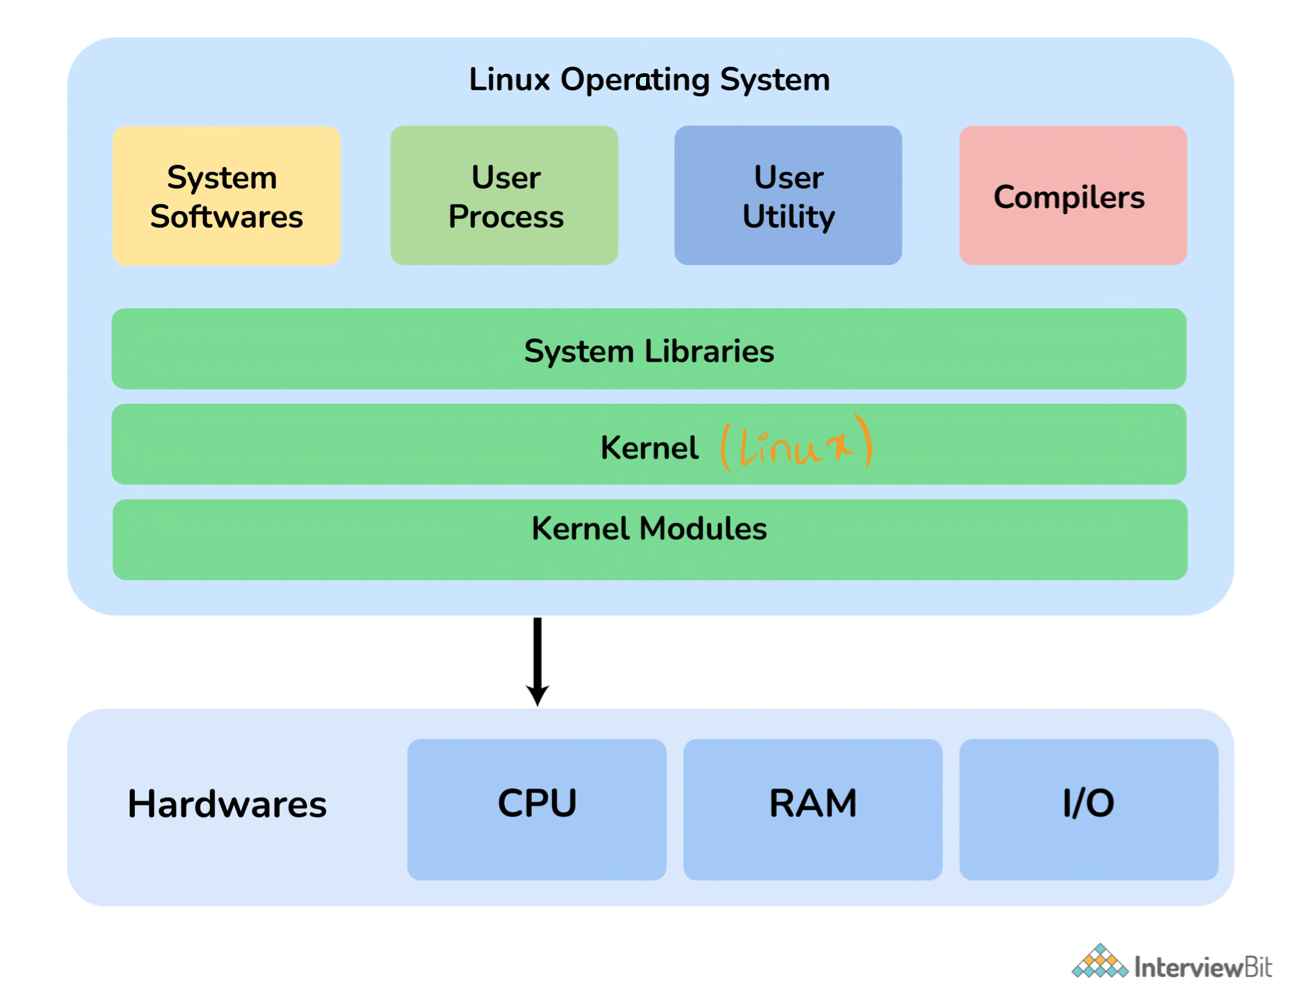 Linux Operating System
System
Softwares
User
Process
User
Utility
Compilers
System Libraries
Kernel (Linux)
Kernel Modules
Hardwares
CPU
RAM
I/O
InterviewBit